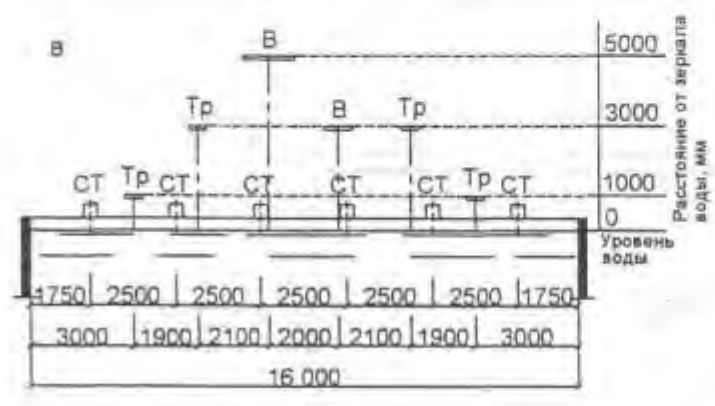 в
В
5000
Тр
В
Тр
3000
СТ
Тр
СТ
СТ
СТ
СТ
Тр
СТ
1000
0
Расстояние от зеркала
воды, мм
Уровень
воды
1750 2500 2500 2500 2500 2500 1750
3000 1900 2100 2000 2100 1900 3000
16 000